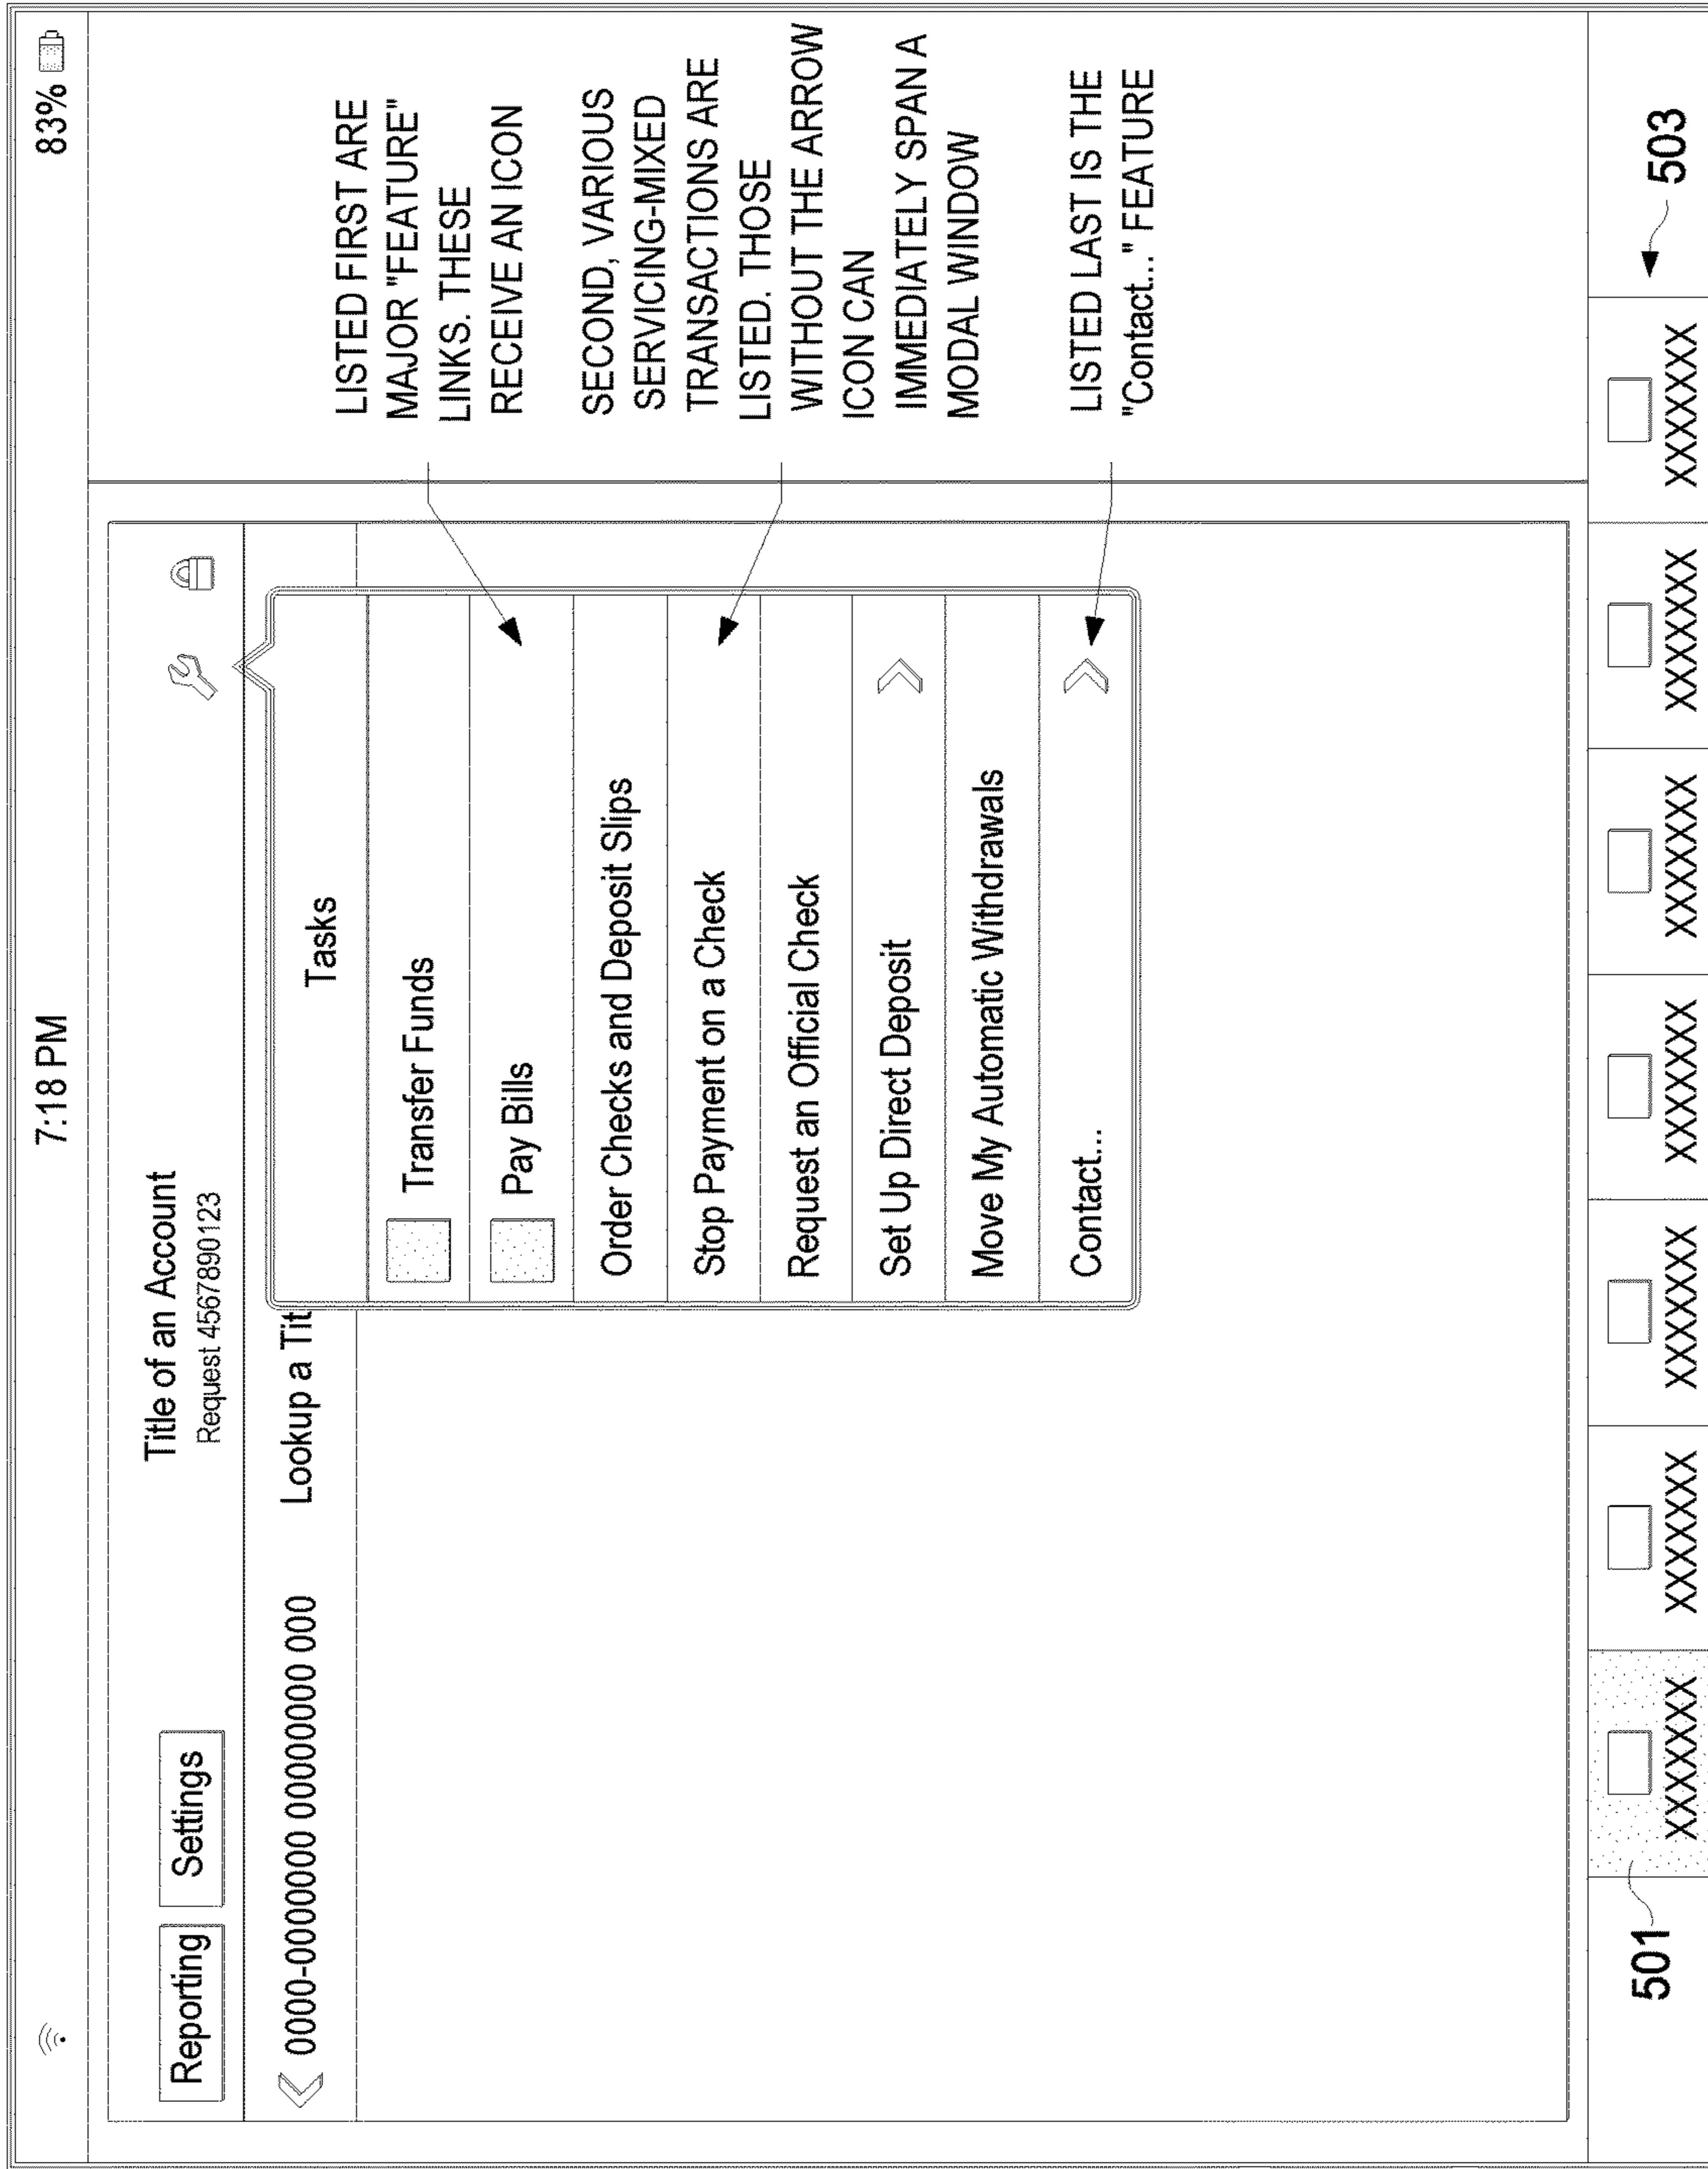 7:18 PM
83%
Reporting
Settings
Title of an Account
Request 4567890123
0000-0000000 00000000 000
Lookup a Tit
Tasks
Transfer Funds
Pay Bills
Order Checks and Deposit Slips
Stop Payment on a Check
Request an Official Check
Set Up Direct Deposit
Move My Automatic Withdrawals
Contact...
LISTED FIRST ARE
MAJOR "FEATURE"
LINKS. THESE
RECEIVE AN ICON
SECOND, VARIOUS
SERVICING-MIXED
TRANSACTIONS ARE
LISTED. THOSE
WITHOUT THE ARROW
ICON CAN
IMMEDIATELY SPAN A
MODAL WINDOW
LISTED LAST IS THE
"Contact..." FEATURE
501
XXXXXXX
XXXXXXX
XXXXXXX
XXXXXXX
XXXXXXX
XXXXXXX
XXXXXXX
503